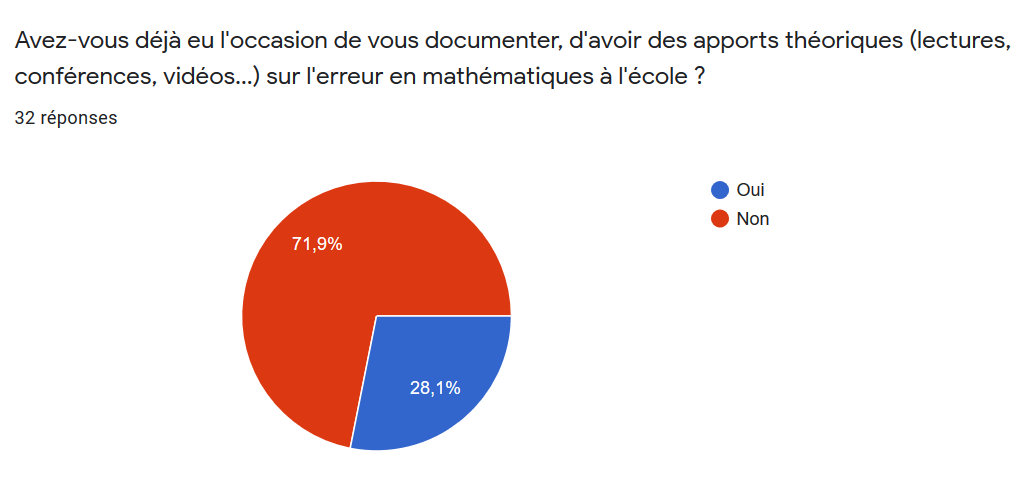 Avez-vous déjà eu l'occasion de vous documenter, d'avoir des apports théoriques (lectures,
conférences, vidéos...) sur l'erreur en mathématiques à l'école ?
32 réponses
Oui
Non
71,9%
28,1%